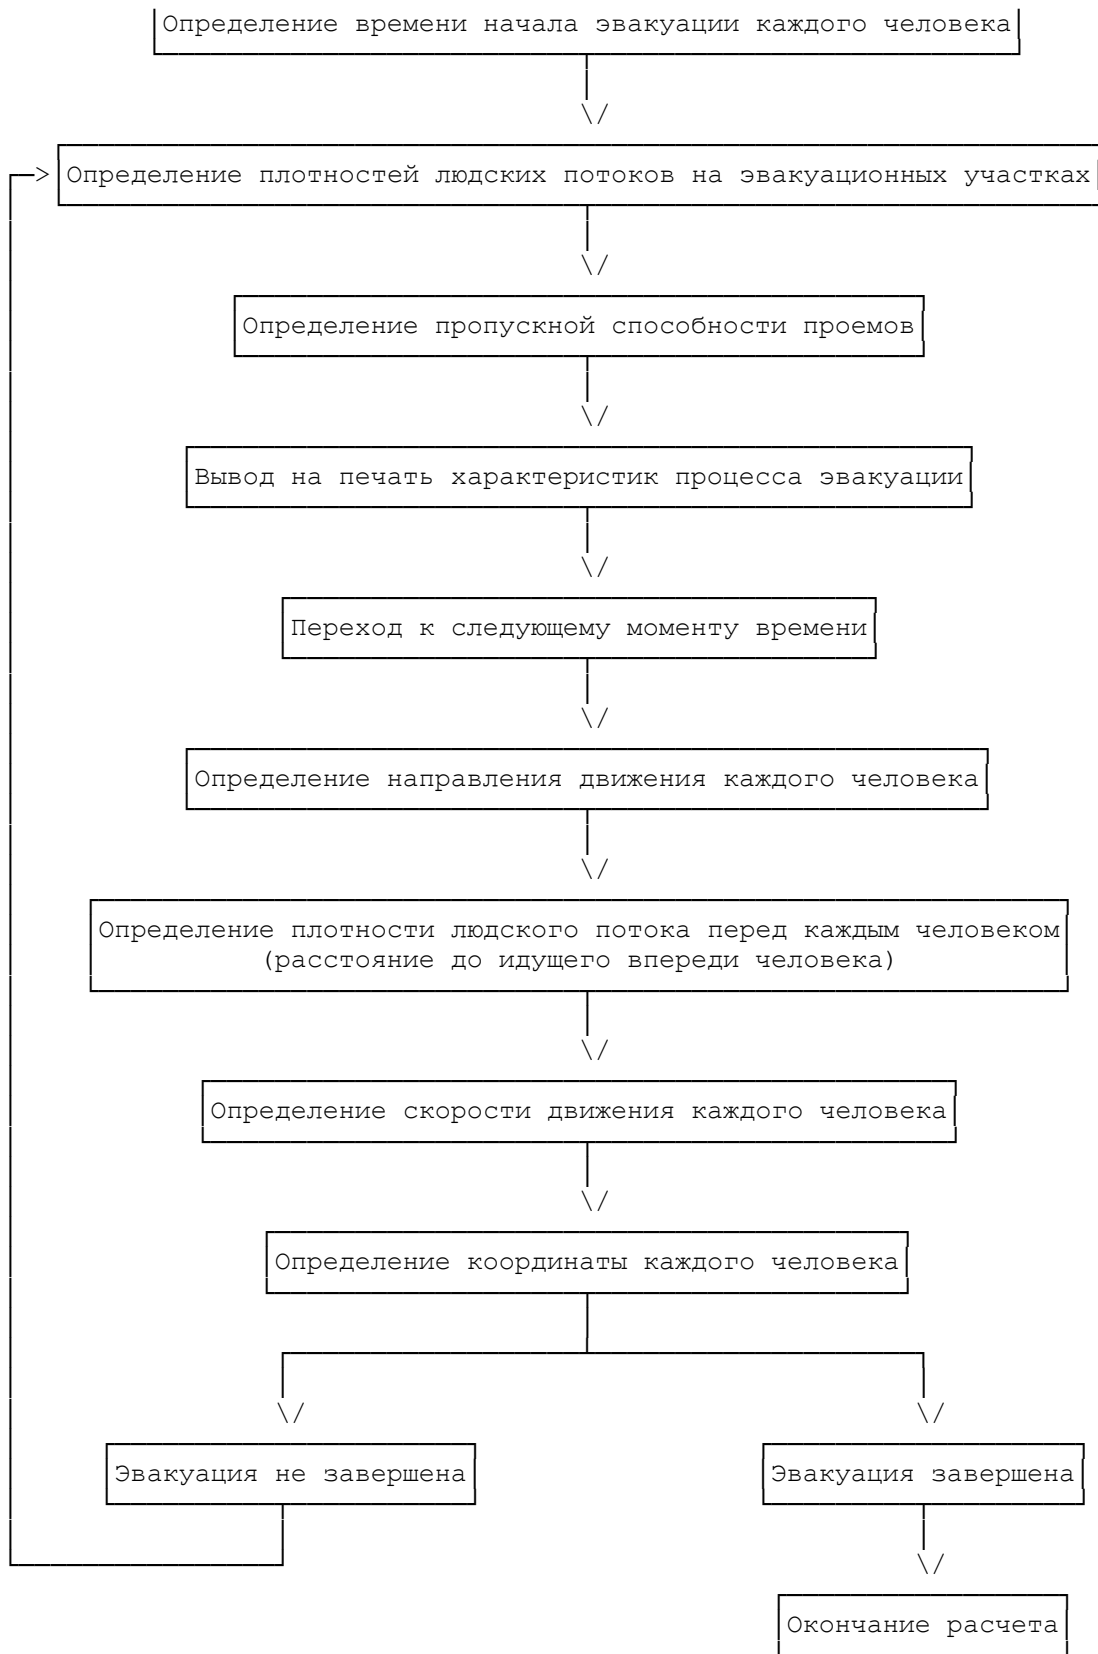 Определение времени начала эвакуации каждого человека
Определение плотностей людских потоков на эвакуационных участках
Определение пропускной способности проемов
Вывод на печать характеристик процесса эвакуации
Переход к следующему моменту времени
Определение направления движения каждого человека
Определение плотности людского потока перед каждым человеком
(расстояние до идущего впереди человека)
Определение скорости движения каждого человека
Определение координаты каждого человека
Эвакуация не завершена
Эвакуация завершена
Окончание расчета